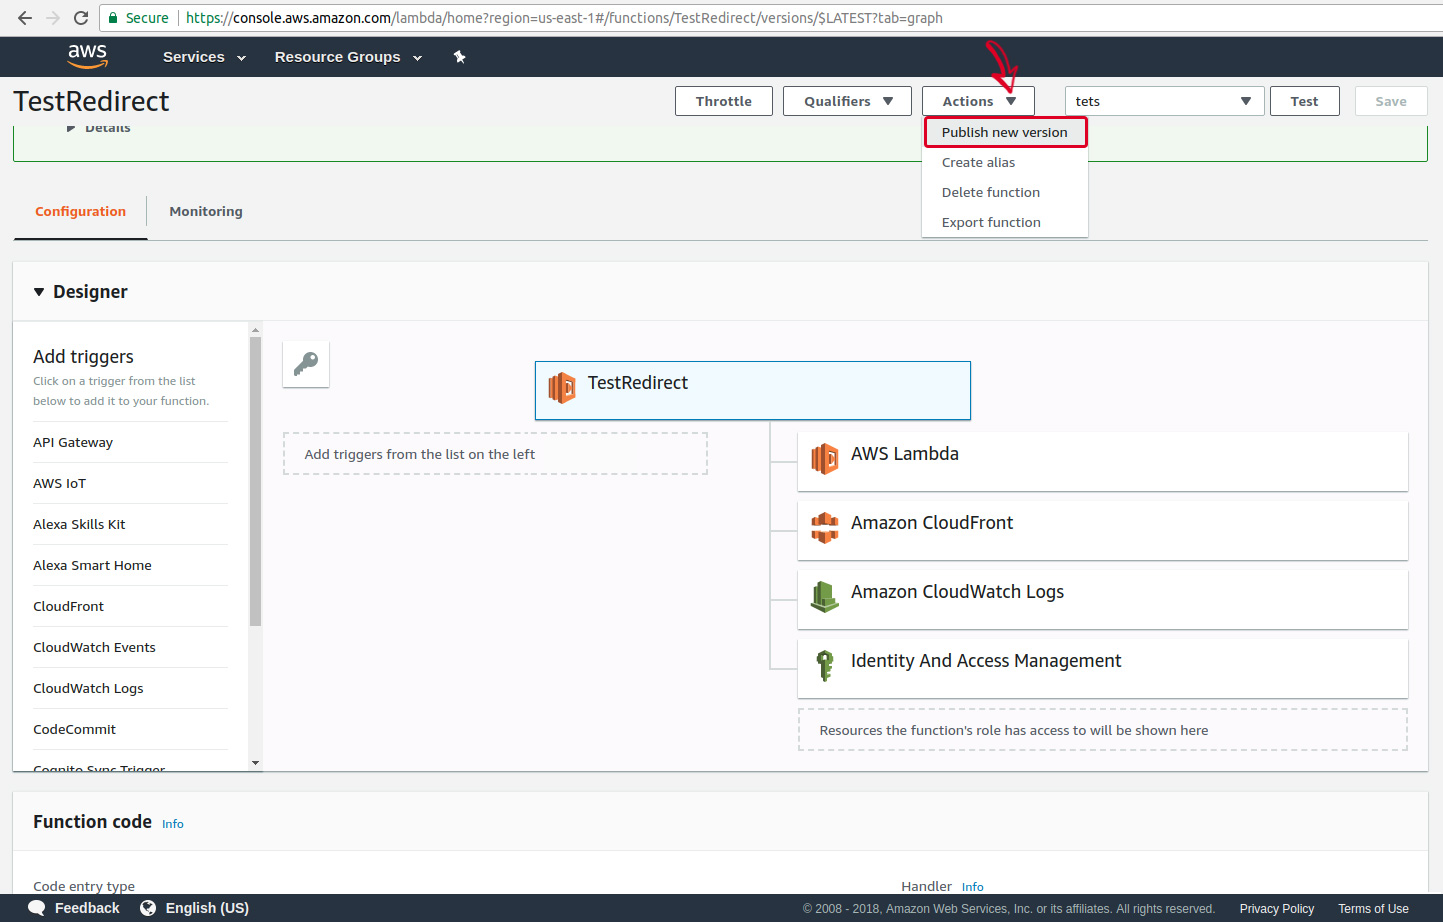 Secure https://console.aws.amazon.com/lambda/home?region=us-east-1#/functions/TestRedirect/versions/$LATEST?tab=graph
aws Services Resource Groups
TestRedirect Throttle Qualifiers Actions tets Test Save
Details
Publish new version
Create alias
Delete function
Export function
Configuration Monitoring
Designer
Add triggers
Click on a trigger from the list
below to add it to your function.
API Gateway
AWS IoT
Alexa Skills Kit
Alexa Smart Home
CloudFront
CloudWatch Events
CloudWatch Logs
CodeCommit
Cognito Sync Trigger
TestRedirect
Add triggers from the list on the left
AWS Lambda
Amazon CloudFront
Amazon CloudWatch Logs
Identity And Access Management
Resources the function's role has access to will be shown here
Function code Info
Code entry type
Handler Info
Feedback English (US) © 2008 - 2018, Amazon Web Services, Inc. or its affiliates. All rights reserved. Privacy Policy Terms of Use